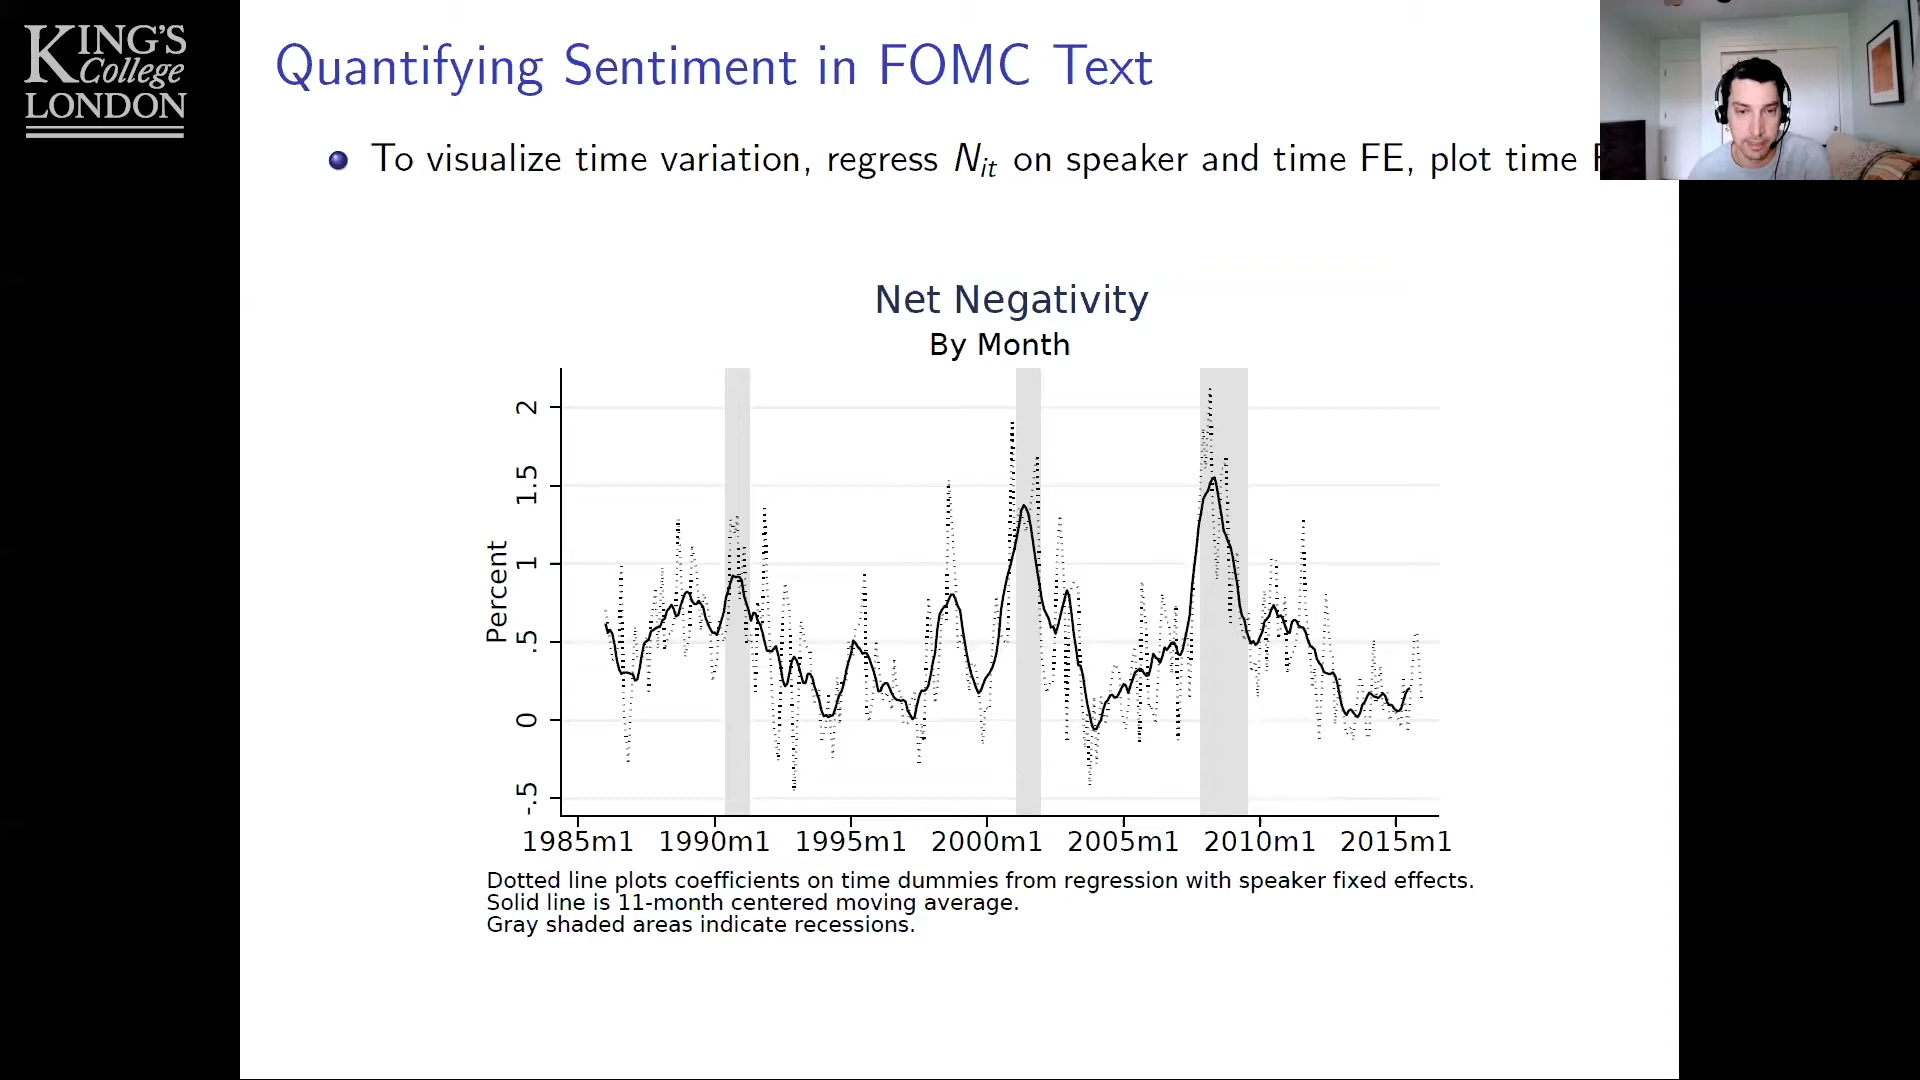 KING'S
College
LONDON
Quantifying Sentiment in FOMC Text
To visualize time variation, regress Nit on speaker and time FE, plot time
Net Negativity
By Month
Percent
2
1.5
1
.5
0
-.5
1985m1 1990m1 1995m1 2000m1 2005m1 2010m1 2015m1
Dotted line plots coefficients on time dummies from regression with speaker fixed effects.
Solid line is 11-month centered moving average.
Gray shaded areas indicate recessions.